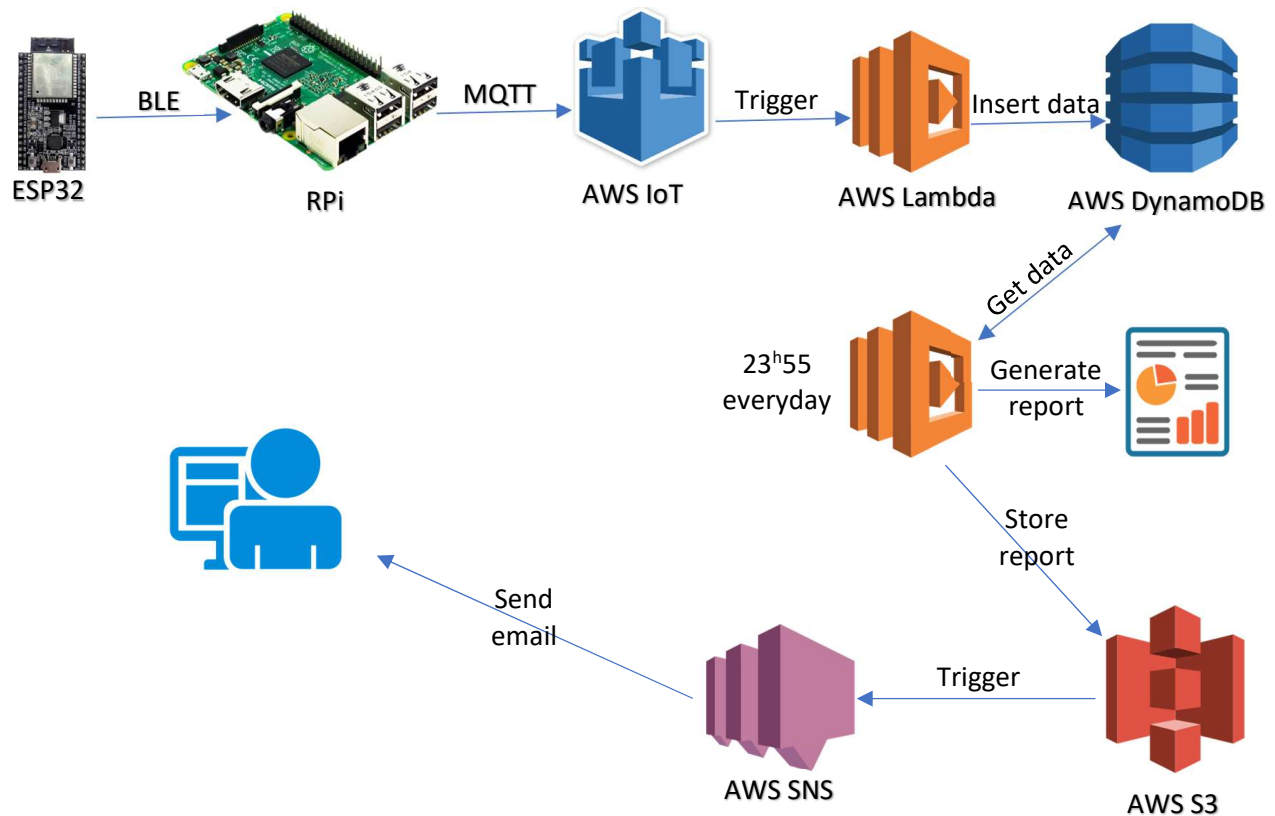 BLE
MQTT
Trigger
Insert data
ESP32
RPi
AWS IoT
AWS Lambda
AWS DynamoDB
Get data
23ʰ55
everyday
Generate
report
Store
report
Send
email
Trigger
AWS SNS
AWS S3